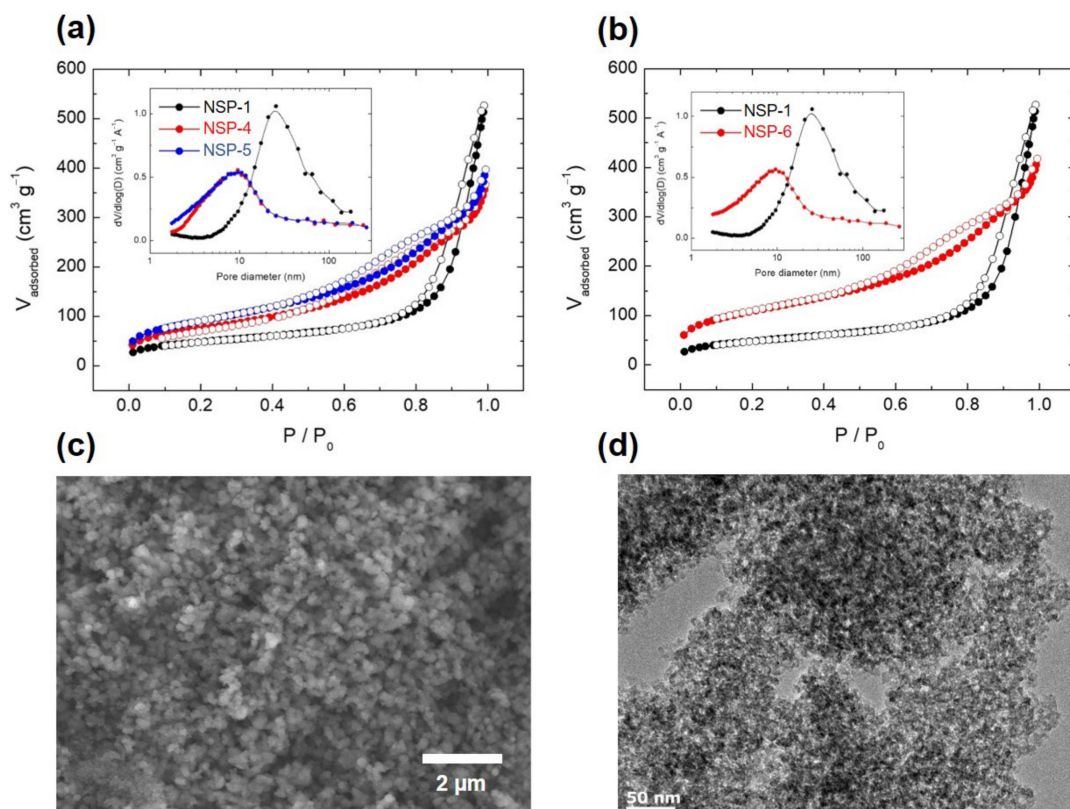 (a)
600
500
400
300
200
100
0
V adsorbed (cm³ g⁻¹)
0.0 0.2 0.4 0.6 0.8 1.0
P / P₀
NSP-1
NSP-4
NSP-5
1.0
0.5
0.0
dV/dlog(D) (cm³ g⁻¹ A⁻¹)
1 10 100
Pore diameter (nm)
(b)
600
500
400
300
200
100
0
V adsorbed (cm³ g⁻¹)
0.0 0.2 0.4 0.6 0.8 1.0
P / P₀
NSP-1
NSP-6
1.0
0.5
0.0
dV/dlog(D) (cm³ g⁻¹ A⁻¹)
1 10 100
Pore diameter (nm)
(c)
2 µm
(d)
50 nm